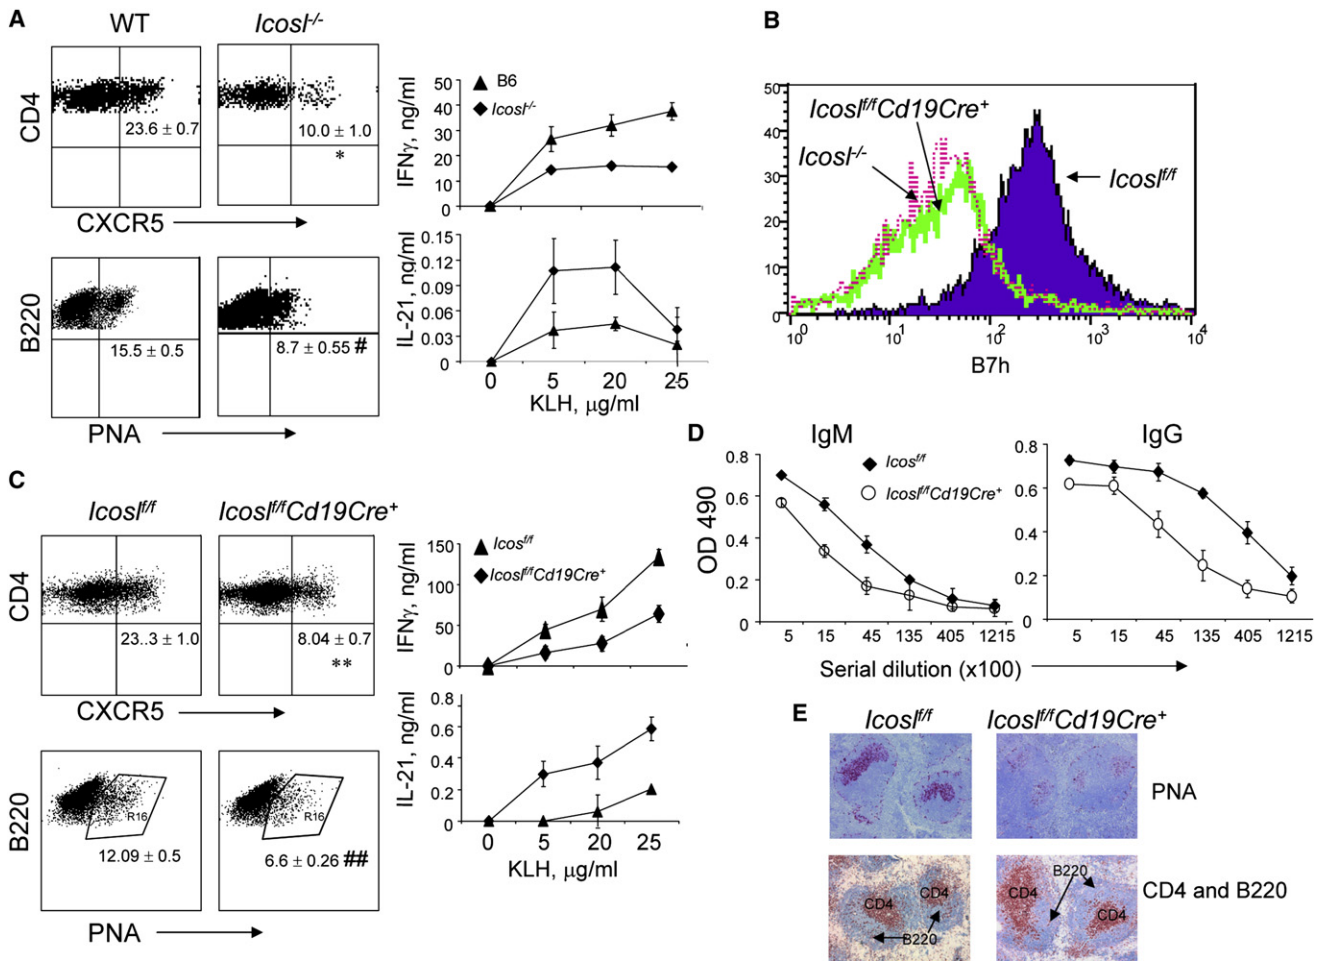 A
WT
Icosl-/-
CD4
23.6 ± 0.7
10.0 ± 1.0
*
CXCR5
B220
15.5 ± 0.5
8.7 ± 0.55 #
PNA
B6
Icosl-/-
IFNγ, ng/ml
50
40
30
20
10
0
IL-21, ng/ml
0.15
0.12
0.09
0.06
0.03
0
0 5 20 25
KLH, μg/ml
B
Icoslf/fCd19Cre+
Icosl-/-
Icoslf/f
50
40
30
20
10
0
10^0 10^1 10^2 10^3 10^4
B7h
C
Icoslf/f
Icoslf/fCd19Cre+
CD4
23..3 ± 1.0
8.04 ± 0.7
**
CXCR5
B220
R16
R16
12.09 ± 0.5
6.6 ± 0.26 ##
PNA
Icosf/f
Icoslf/fCd19Cre+
IFNγ, ng/ml
150
100
50
0
IL-21, ng/ml
0.8
0.6
0.4
0.2
0
0 5 20 25
KLH, μg/ml
D
IgM
IgG
Icosf/f
Icoslf/fCd19Cre+
OD 490
0.8
0.6
0.4
0.2
0
0.8
0.6
0.4
0.2
0
5 15 45 135 405 1215
5 15 45 135 405 1215
Serial dilution (x100)
E
Icoslf/f
Icoslf/fCd19Cre+
PNA
CD4
CD4
B220
B220
CD4
CD4
CD4 and B220